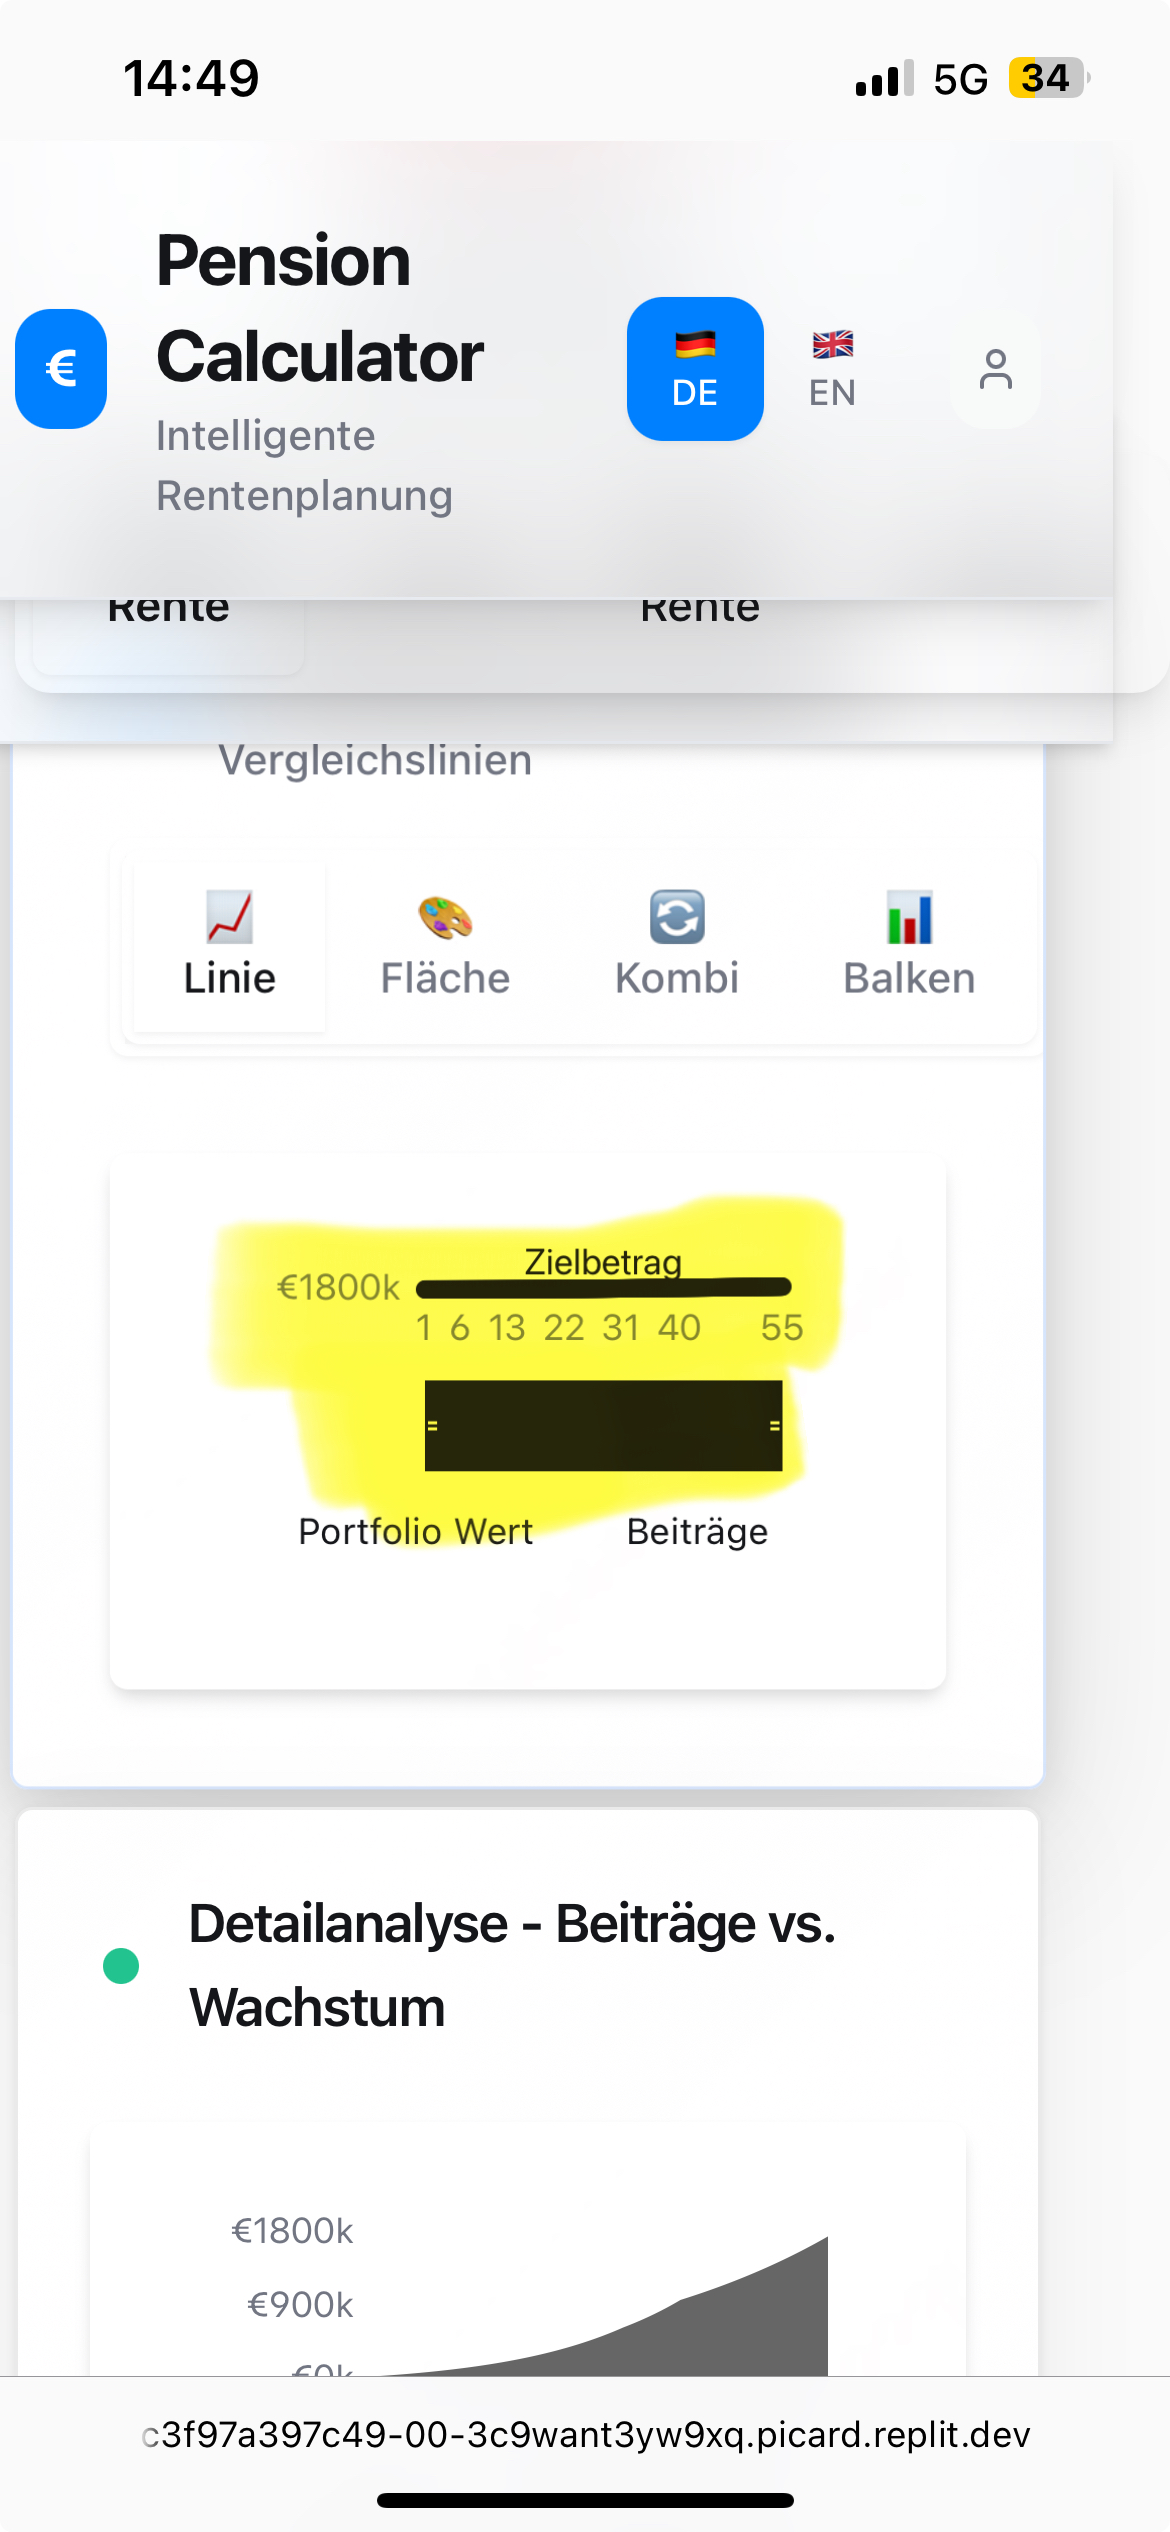 14:49
5G 34
Pension
Calculator
Intelligente
Rentenplanung
€
DE
EN
Rente Rente
Vergleichslinien
Linie Fläche Kombi Balken
Zielbetrag
€1800k
1 6 13 22 31 40 55
Portfolio Wert Beiträge
Detailanalyse - Beiträge vs.
Wachstum
€1800k
€900k
€0k
c3f97a397c49-00-3c9want3yw9xq.picard.replit.dev